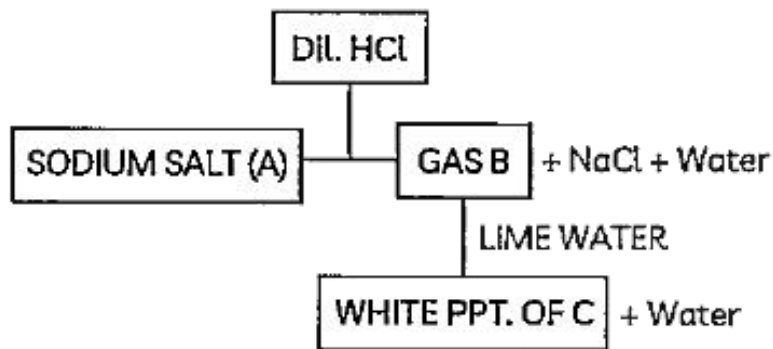 Dil. HCl
SODIUM SALT (A)
GAS B + NaCl + Water
LIME WATER
WHITE PPT. OF C + Water